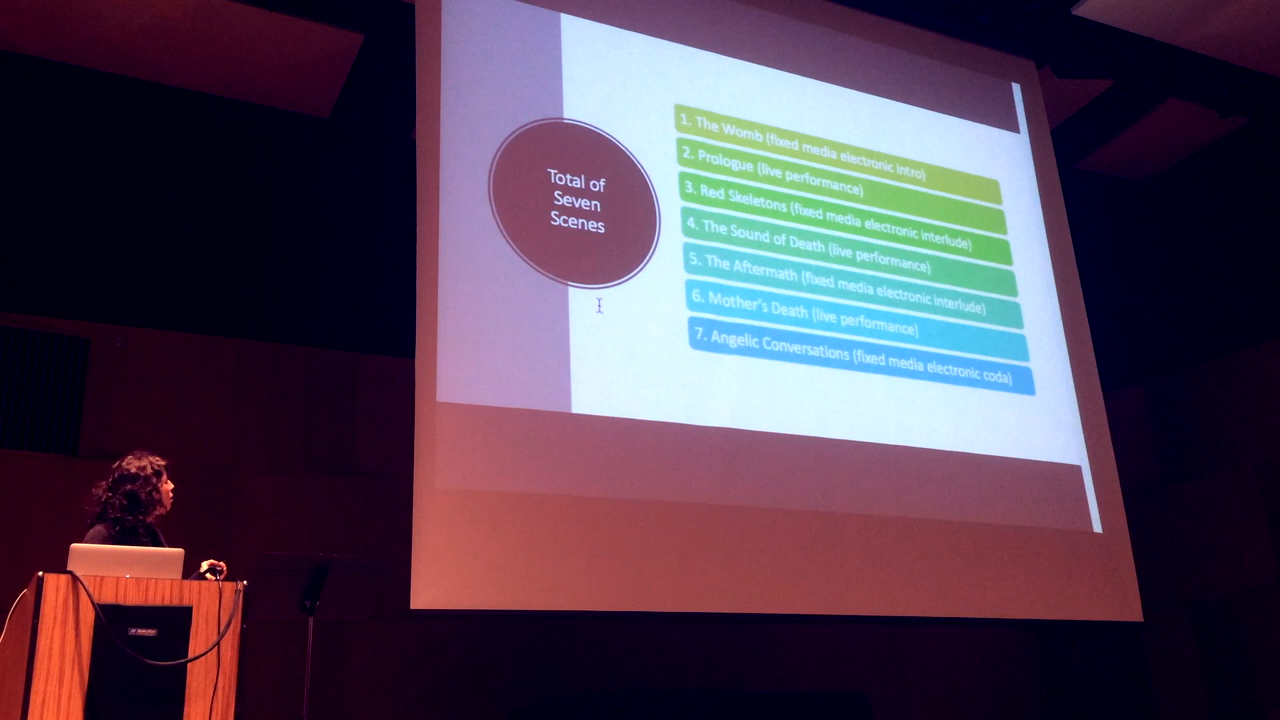 Total of
Seven
Scenes
1. The Womb (fixed media electronic intro)
2. Prologue (live performance)
3. Red Skeletons (fixed media electronic interlude)
4. The Sound of Death (live performance)
5. The Aftermath (fixed media electronic interlude)
6. Mother's Death (live performance)
7. Angelic Conversations (fixed media electronic coda)